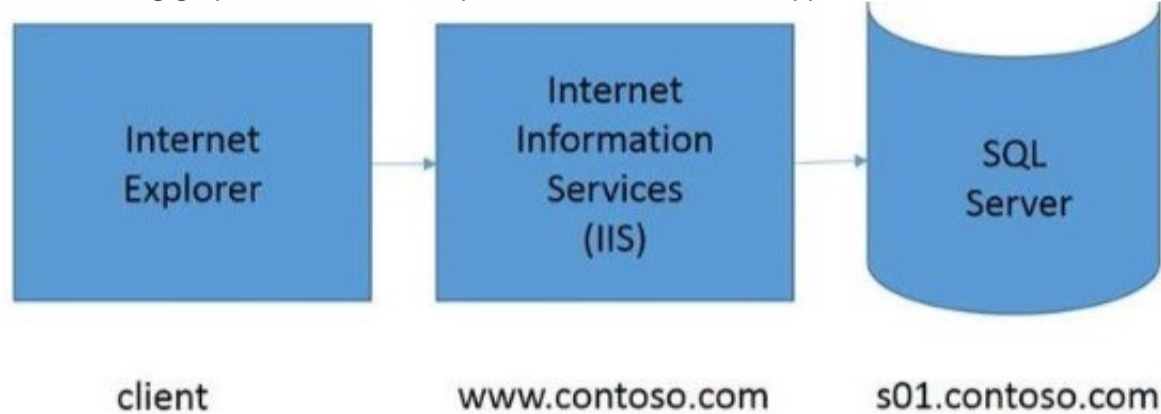 Internet
Explorer
Internet
Information
Services
(IIS)
SQL
Server
client
www.contoso.com
s01.contoso.com